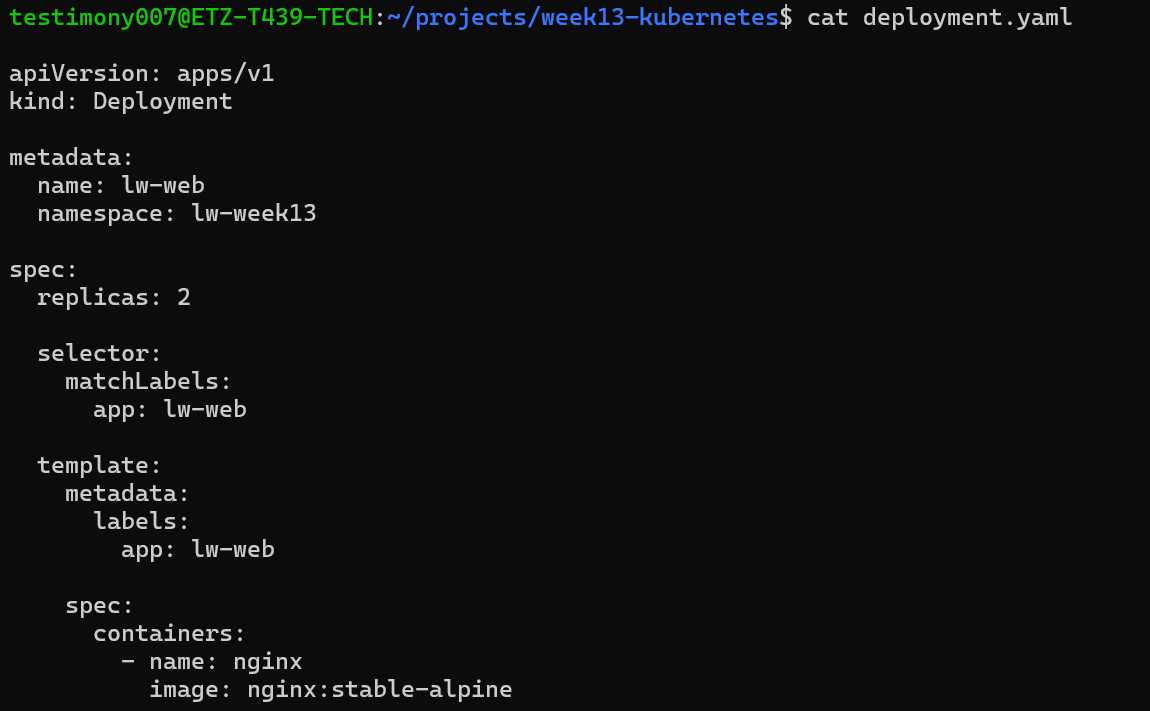 testimony007@ETZ-T439-TECH:~/projects/week13-kubernetes$ cat deployment.yaml
apiVersion: apps/v1
kind: Deployment
metadata:
  name: lw-web
  namespace: lw-week13
spec:
  replicas: 2
  selector:
    matchLabels:
      app: lw-web
  template:
    metadata:
      labels:
        app: lw-web
    spec:
      containers:
        - name: nginx
          image: nginx:stable-alpine